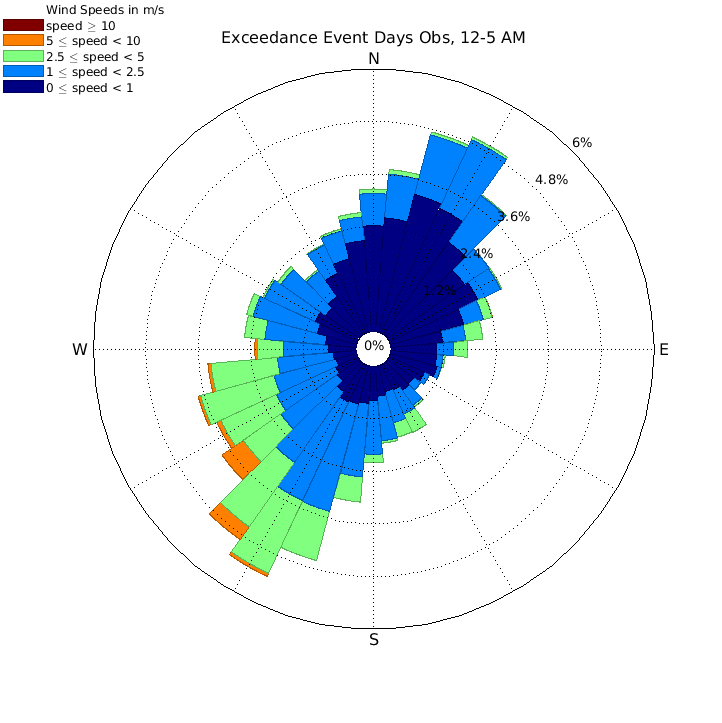 Wind Speeds in m/s
speed ≥ 10
5 ≤ speed < 10
2.5 ≤ speed < 5
1 ≤ speed < 2.5
0 ≤ speed < 1
Exceedance Event Days Obs, 12-5 AM
N
6%
4.8%
3.6%
2.4%
1.2%
W
0%
E
S